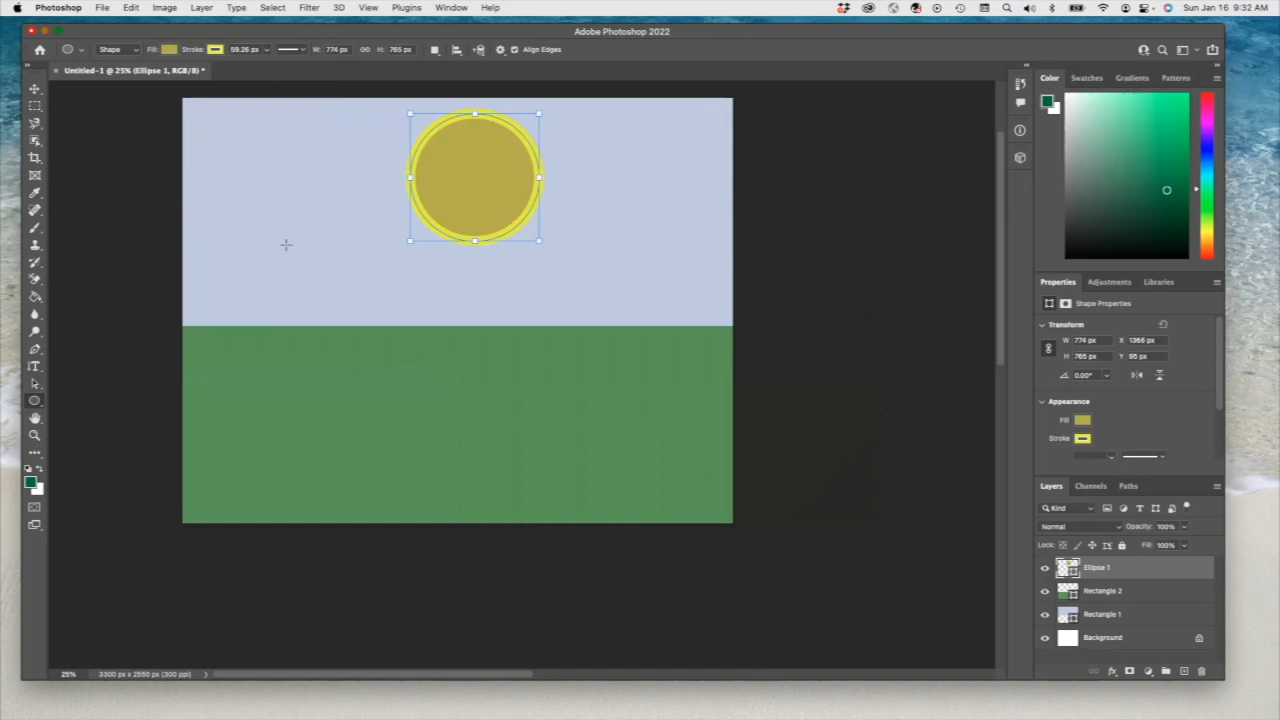 Photoshop File Edit Image Layer Type Select Filter 3D View Plugins Window Help Sun Jan 16 9:32 AM
Adobe Photoshop 2022
Shape Fill: Stroke: 59.26 px W: 774 px H: 765 px Align Edges
Untitled-1 @ 25% (Ellipse 1, RGB/8) *
Color Swatches Gradients Patterns
Properties Adjustments Libraries
Shape Properties
Transform
W 774 px X 1366 px
H 765 px Y 95 px
0.00°
Appearance
Fill
Stroke
Layers Channels Paths
Kind
Normal Opacity: 100%
Lock: Fill: 100%
Ellipse 1
Rectangle 2
Rectangle 1
Background
25% 3300 px x 2550 px (300 ppi)